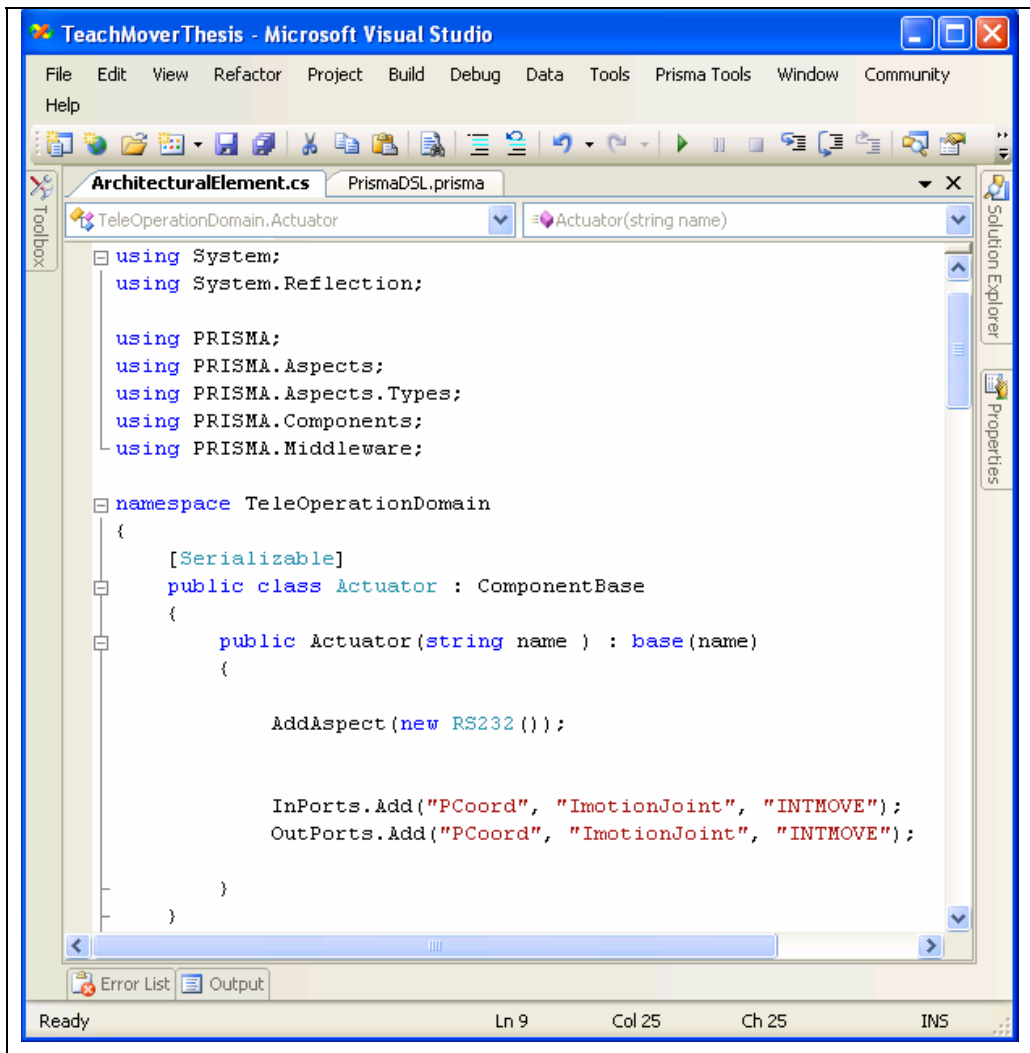 TeachMoverThesis - Microsoft Visual Studio
File Edit View Refactor Project Build Debug Data Tools Prisma Tools Window Community
Help
Toolbox
ArchitecturalElement.cs PrismaDSL.prisma
TeleOperationDomain.Actuator Actuator(string name)
using System;
using System.Reflection;
using PRISMA;
using PRISMA.Aspects;
using PRISMA.Aspects.Types;
using PRISMA.Components;
using PRISMA.Middleware;
namespace TeleOperationDomain
{
[Serializable]
public class Actuator : ComponentBase
{
public Actuator(string name ) : base(name)
{
AddAspect(new RS232());
InPorts.Add("PCoord", "ImotionJoint", "INTMOVE");
OutPorts.Add("PCoord", "ImotionJoint", "INTMOVE");
}
}
Solution Explorer
Properties
Error List Output
Ready Ln 9 Col 25 Ch 25 INS